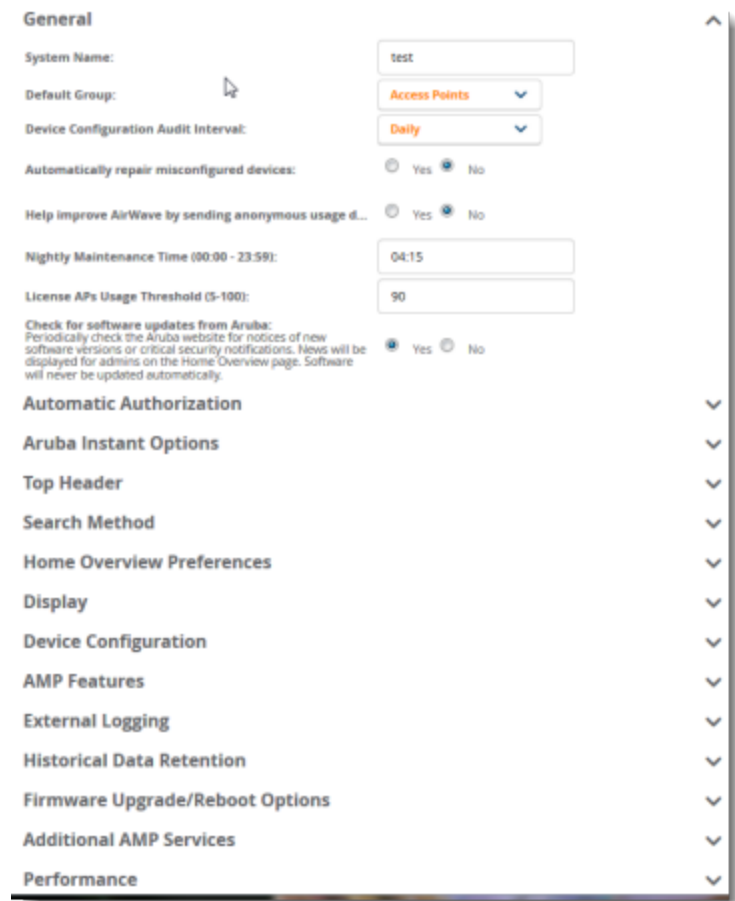 General
System Name: test
Default Group: Access Points
Device Configuration Audit Interval: Daily
Automatically repair misconfigured devices: Yes No
Help improve AirWave by sending anonymous usage d... Yes No
Nightly Maintenance Time (00:00 - 23:59): 04:15
License APs Usage Threshold (5-100): 90
Check for software updates from Aruba:
Periodically check the Aruba website for notices of new
software versions or critical security notifications. News will be
displayed for admins on the Home Overview page. Software
will never be updated automatically.
Yes No
Automatic Authorization
Aruba Instant Options
Top Header
Search Method
Home Overview Preferences
Display
Device Configuration
AMP Features
External Logging
Historical Data Retention
Firmware Upgrade/Reboot Options
Additional AMP Services
Performance